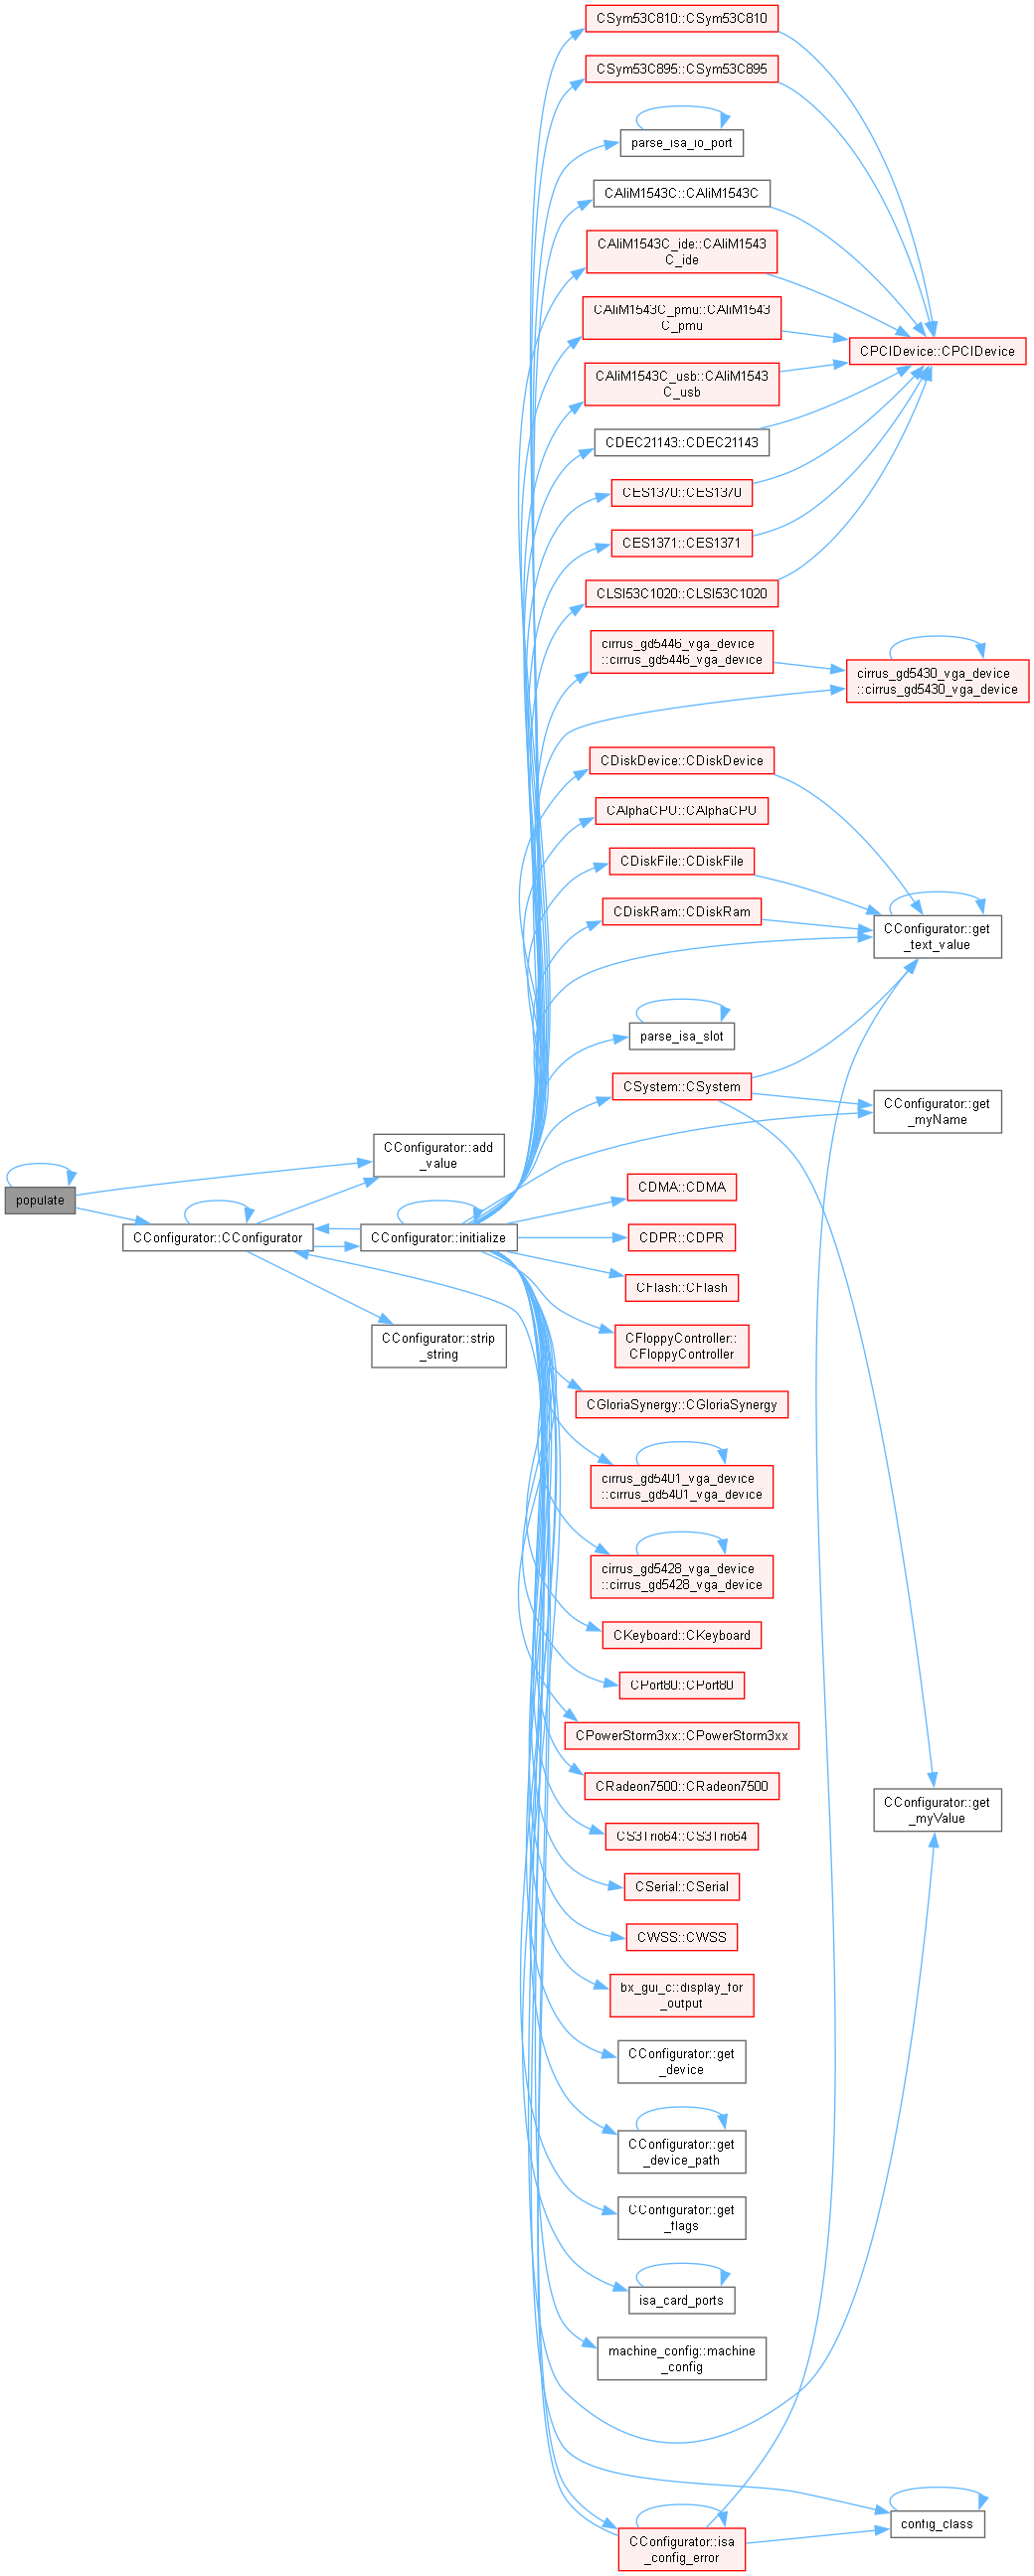 CSym53C810::CSym53C810
CSym53C895::CSym53C895
parse_isa_io_port
CAliM1543C::CAliM1543C
CAliM1543C_ide::CAliM1543
C_ide
CAliM1543C_pmu::CAliM1543
C_pmu
CPCIDevice::CPCIDevice
CAliM1543C_usb::CAliM1543
C_usb
CDEC21143::CDEC21143
CES1370::CES1370
CES1371::CES1371
CLSI53C1020::CLSI53C1020
cirrus_gd5446_vga_device
::cirrus_gd5446_vga_device
cirrus_gd5430_vga_device
::cirrus_gd5430_vga_device
CDiskDevice::CDiskDevice
CAlphaCPU::CAlphaCPU
CDiskFile::CDiskFile
CDiskRam::CDiskRam
CConfigurator::get
_text_value
parse_isa_slot
CSystem::CSystem
CConfigurator::get
_myName
CConfigurator::add
_value
populate
CDMA::CDMA
CConfigurator::CConfigurator
CConfigurator::initialize
CDPR::CDPR
CFlash::CFlash
CConfigurator::strip
_string
CFloppyController::
CFloppyController
CGloriaSynergy::CGloriaSynergy
cirrus_gd5401_vga_device
::cirrus_gd5401_vga_device
cirrus_gd5428_vga_device
::cirrus_gd5428_vga_device
CKeyboard::CKeyboard
CPort80::CPort80
CPowerStorm3xx::CPowerStorm3xx
CRadeon7500::CRadeon7500
CConfigurator::get
_myValue
CS3Trio64::CS3Trio64
CSerial::CSerial
CWSS::CWSS
bx_gui_c::display_for
_output
CConfigurator::get
_device
CConfigurator::get
_device_path
CConfigurator::get
_flags
isa_card_ports
machine_config::machine
_config
config_class
CConfigurator::isa
_config_error